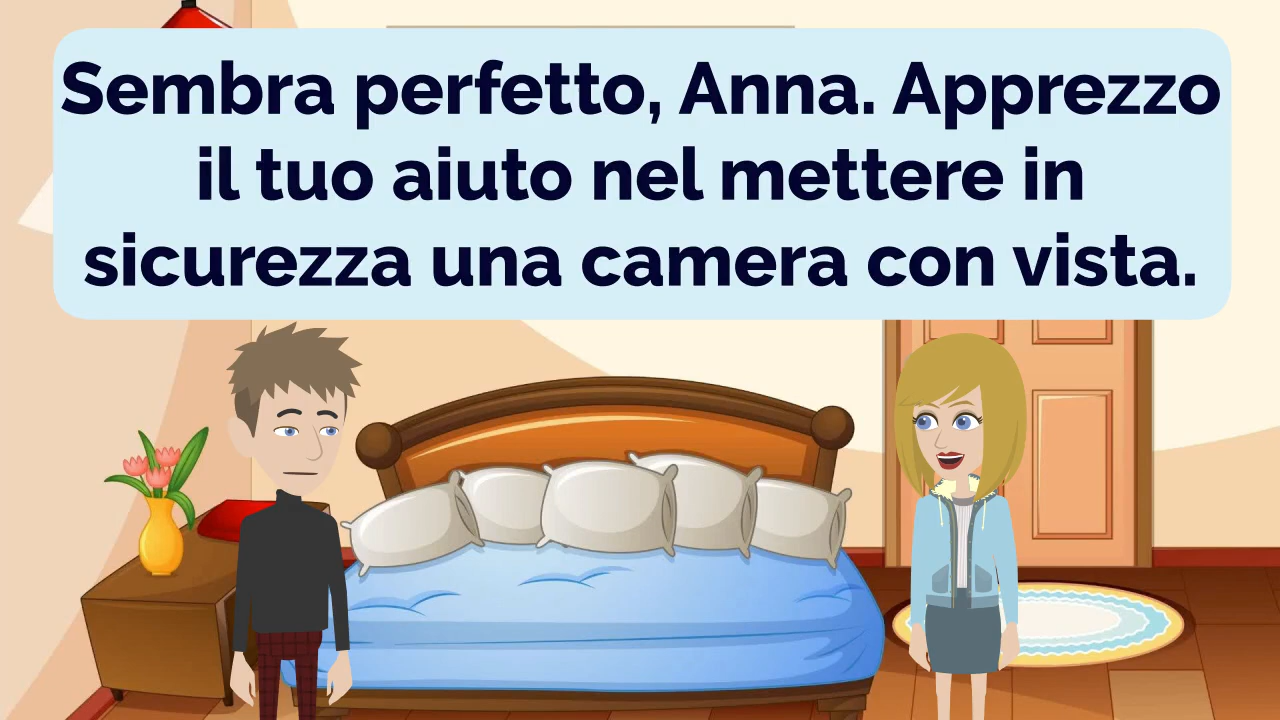 Sembra perfetto, Anna. Apprezzo
il tuo aiuto nel mettere in
sicurezza una camera con vista.